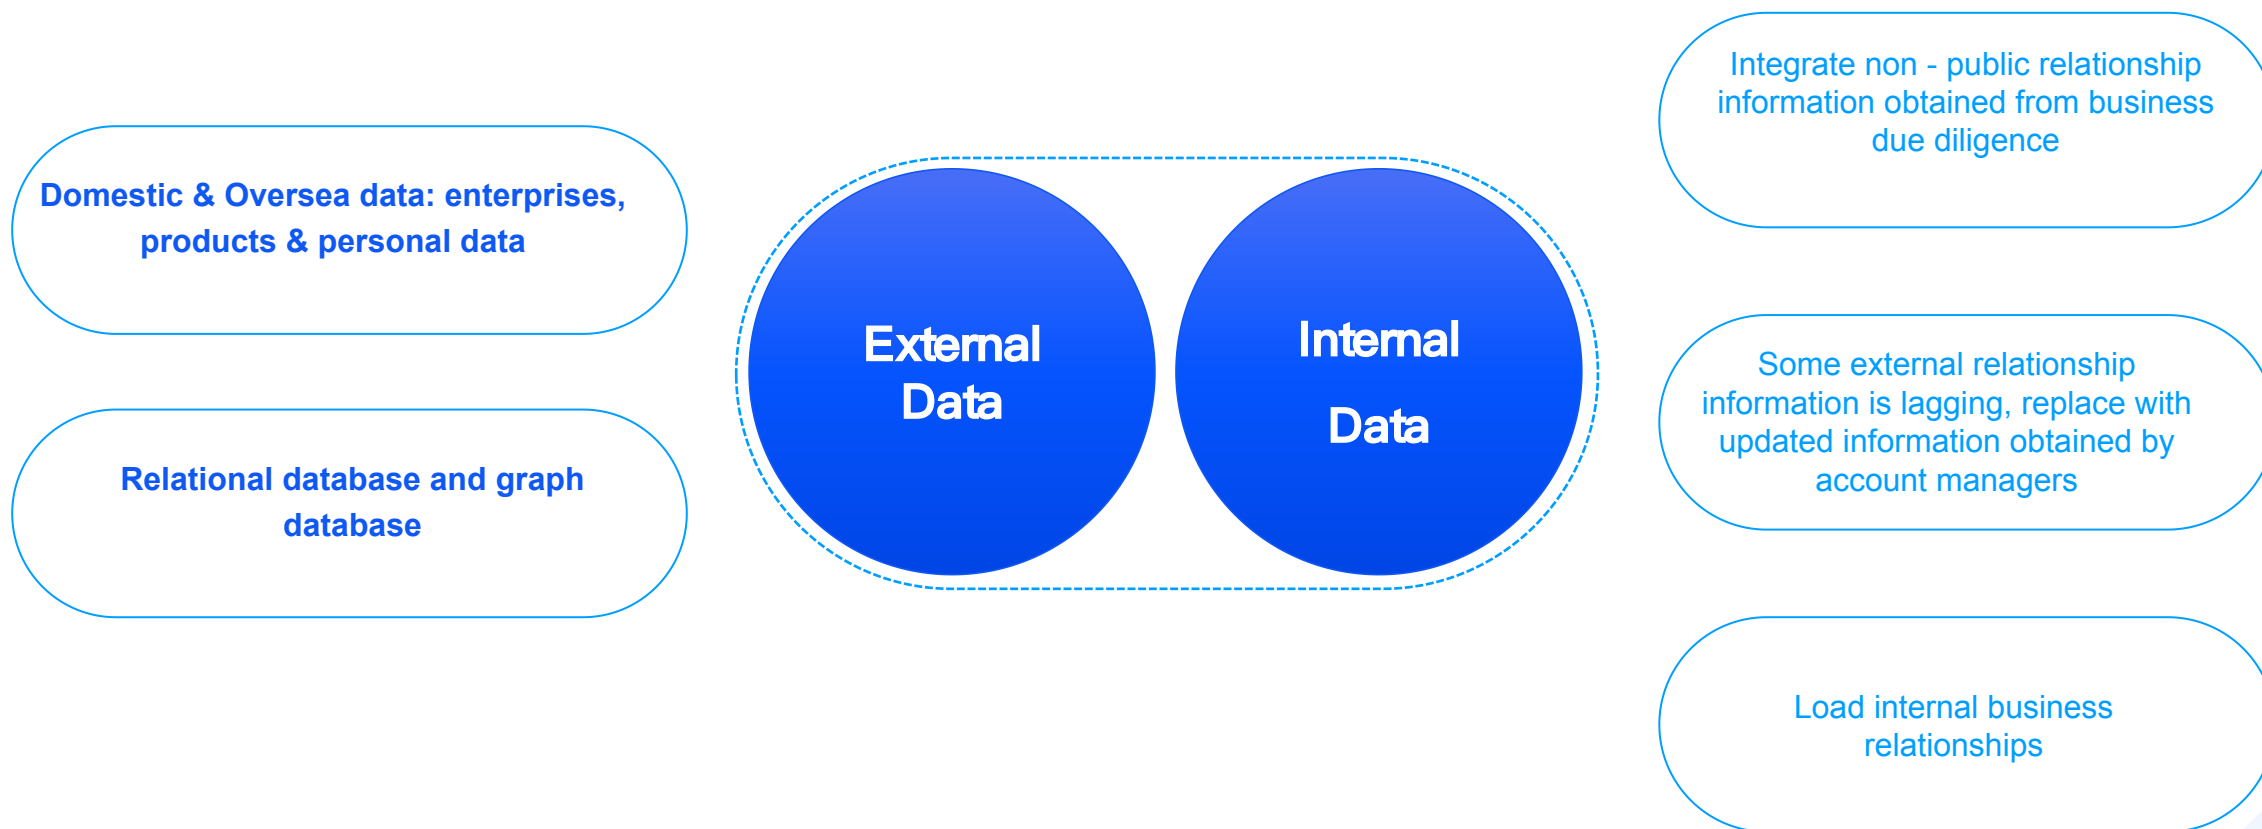 Domestic & Oversea data: enterprises,
products & personal data
Relational database and graph
database
External
Data
Internal
Data
Integrate non - public relationship
information obtained from business
due diligence
Some external relationship
information is lagging, replace with
updated information obtained by
account managers
Load internal business
relationships